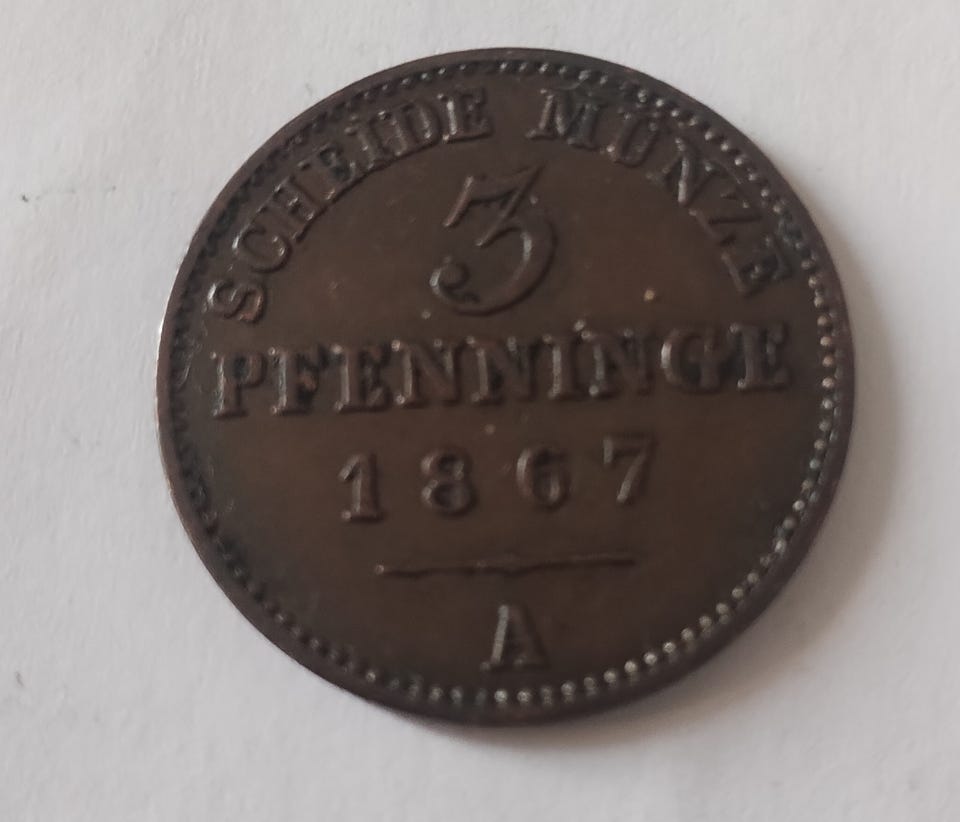 SCHEIDE MÜNZE
3
PFENNINGE
1867
A